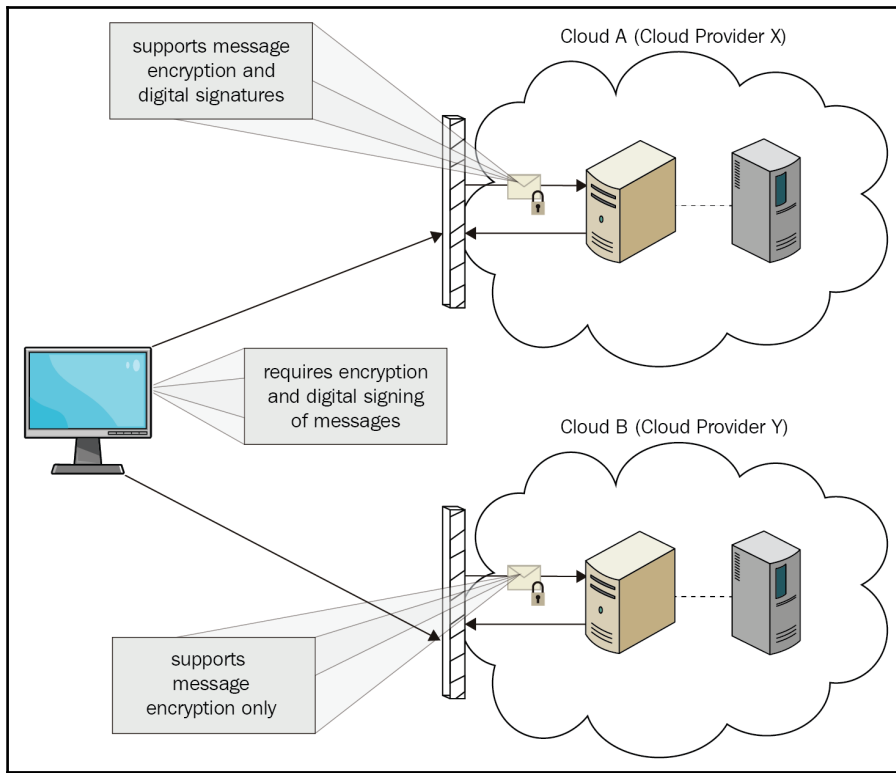 supports message
encryption and
digital signatures
Cloud A (Cloud Provider X)
requires encryption
and digital signing
of messages
Cloud B (Cloud Provider Y)
supports
message
encryption only